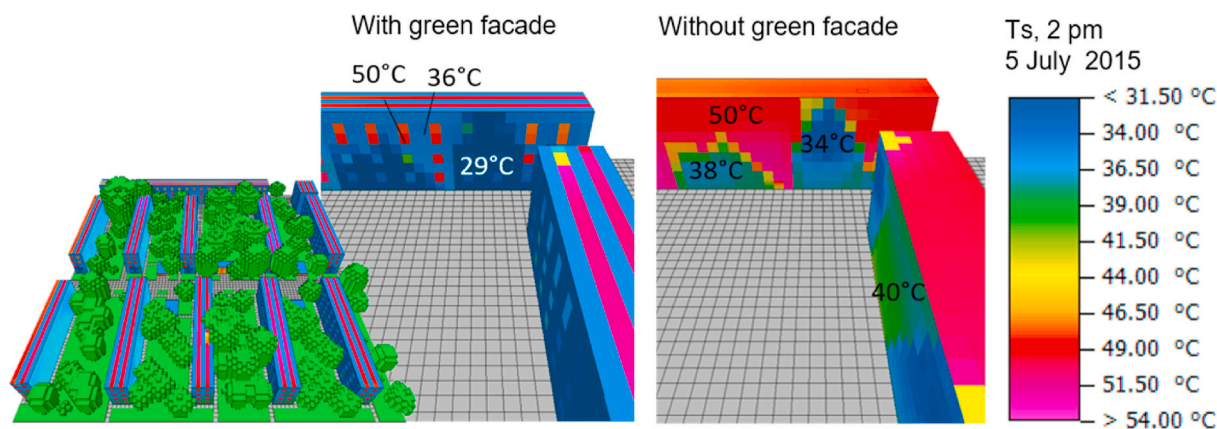 With green facade
Without green facade
Ts, 2 pm
5 July 2015
50°C
36°C
29°C
50°C
34°C
38°C
40°C
< 31.50 °C
34.00 °C
36.50 °C
39.00 °C
41.50 °C
44.00 °C
46.50 °C
49.00 °C
51.50 °C
> 54.00 °C